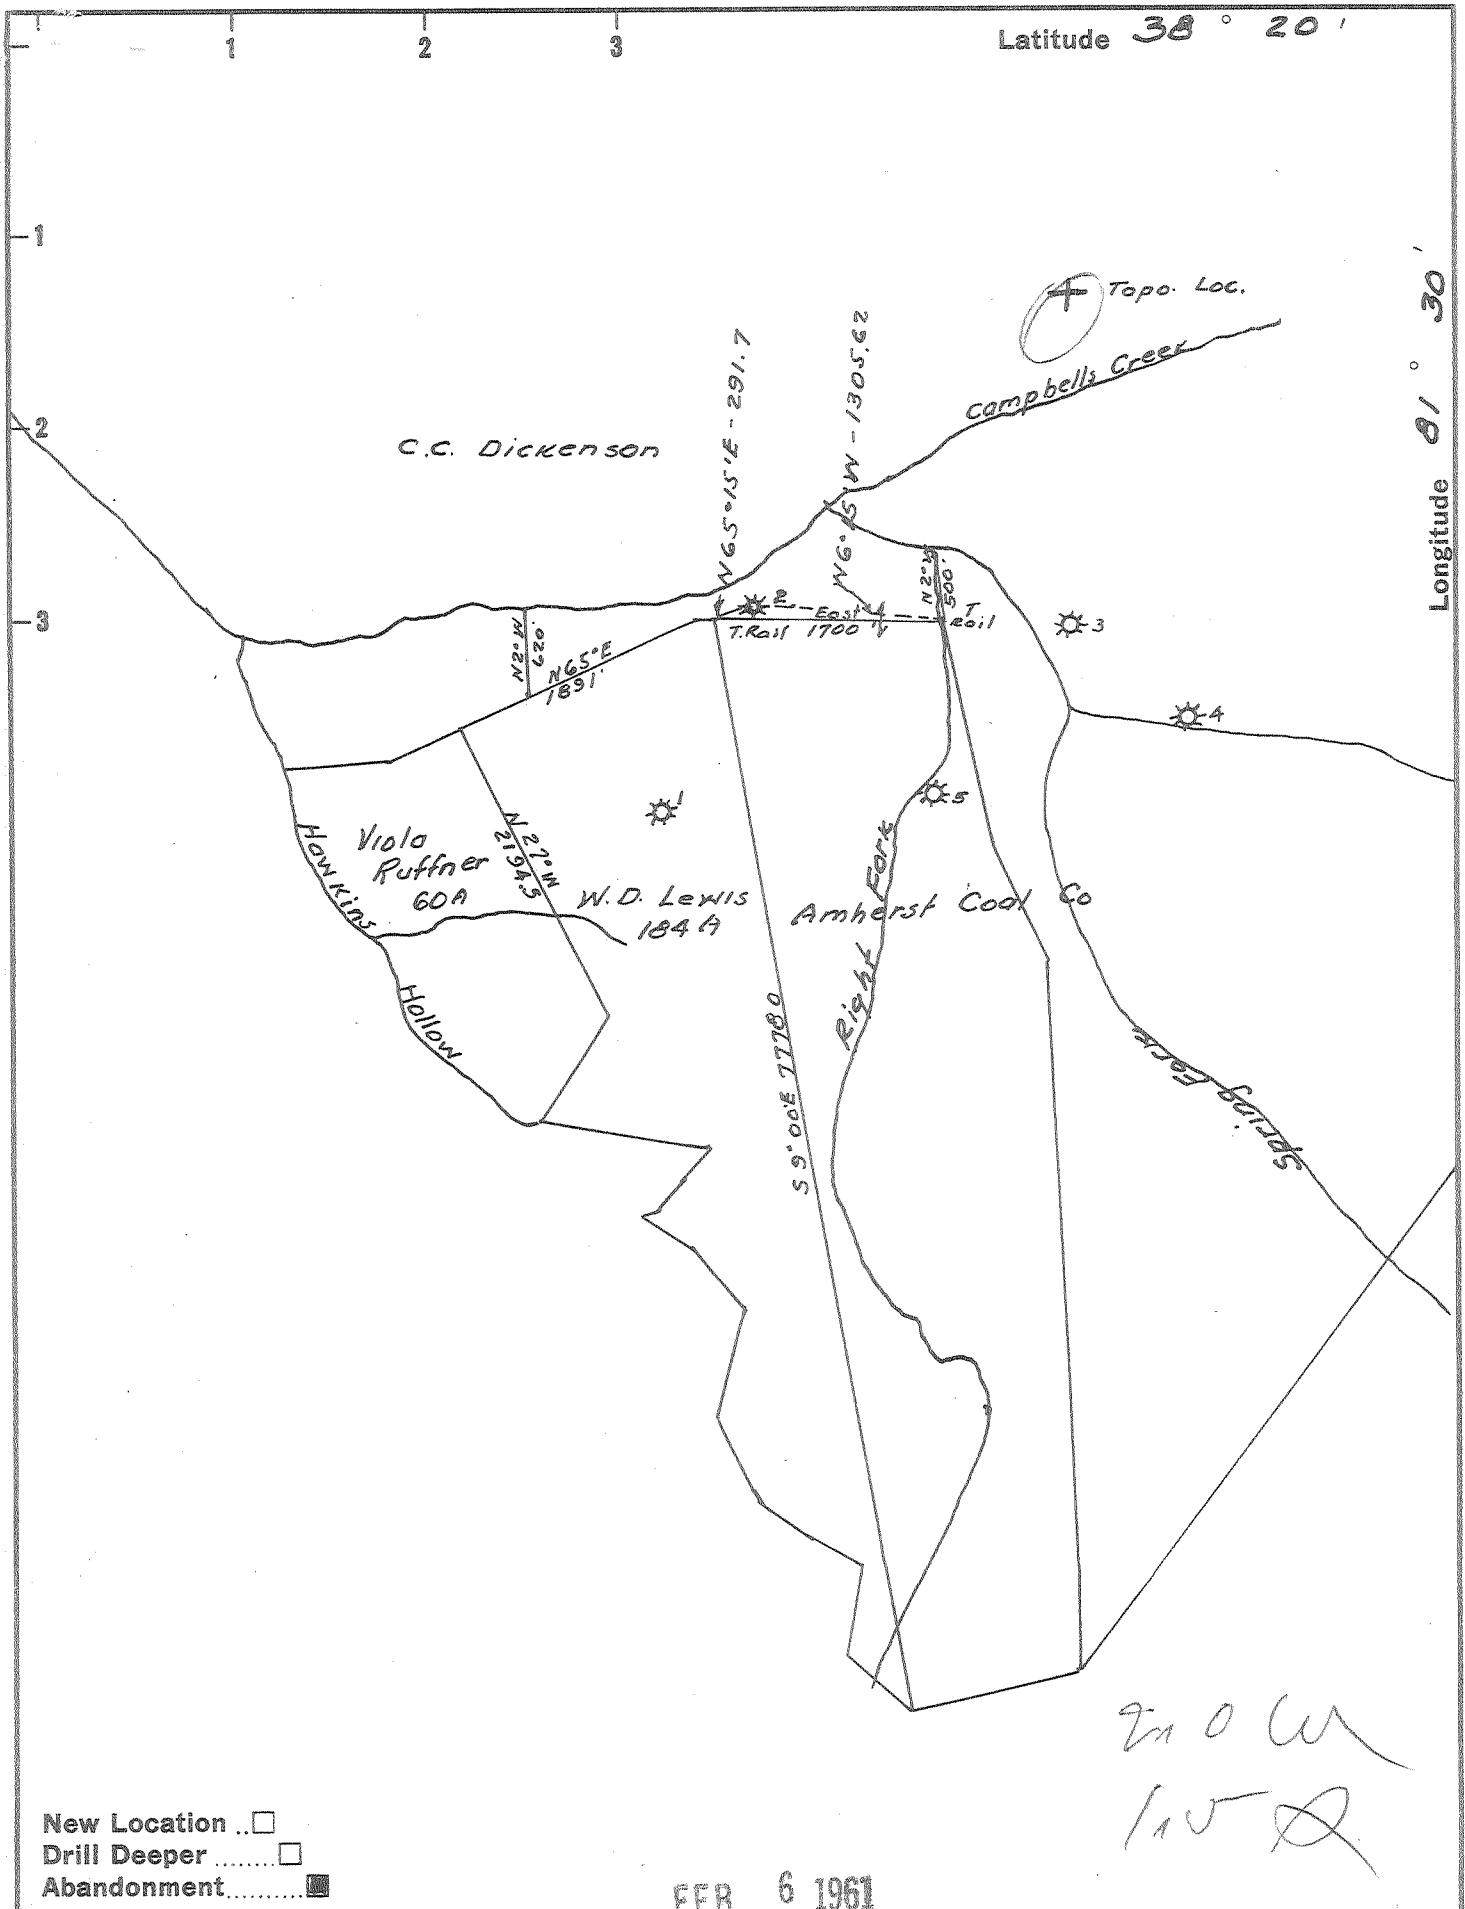 Latitude 38 ° 20 '
1 2 3
1
2
3
Longitude 81 ° 30 '
Topo. Loc.
Campbells Creek
N65°15'E - 291.7
N6°15'W - 1305.62
C.C. Dickenson
2
East
T. Rail 1700
T.
Rail
N2°W
500'
N2°W
620'
N65°E
1891'
3
4
1
5
N27°W
2194.5
Viola
Ruffner
60A
W.D. Lewis
184 A
Amherst Coal Co
Hawkins
Hollow
Right Fork
Spring Fork
S 9°00'E 7778.0
New Location .. □
Drill Deeper ........ □
Abandonment.......... ■
FEB 6 1961